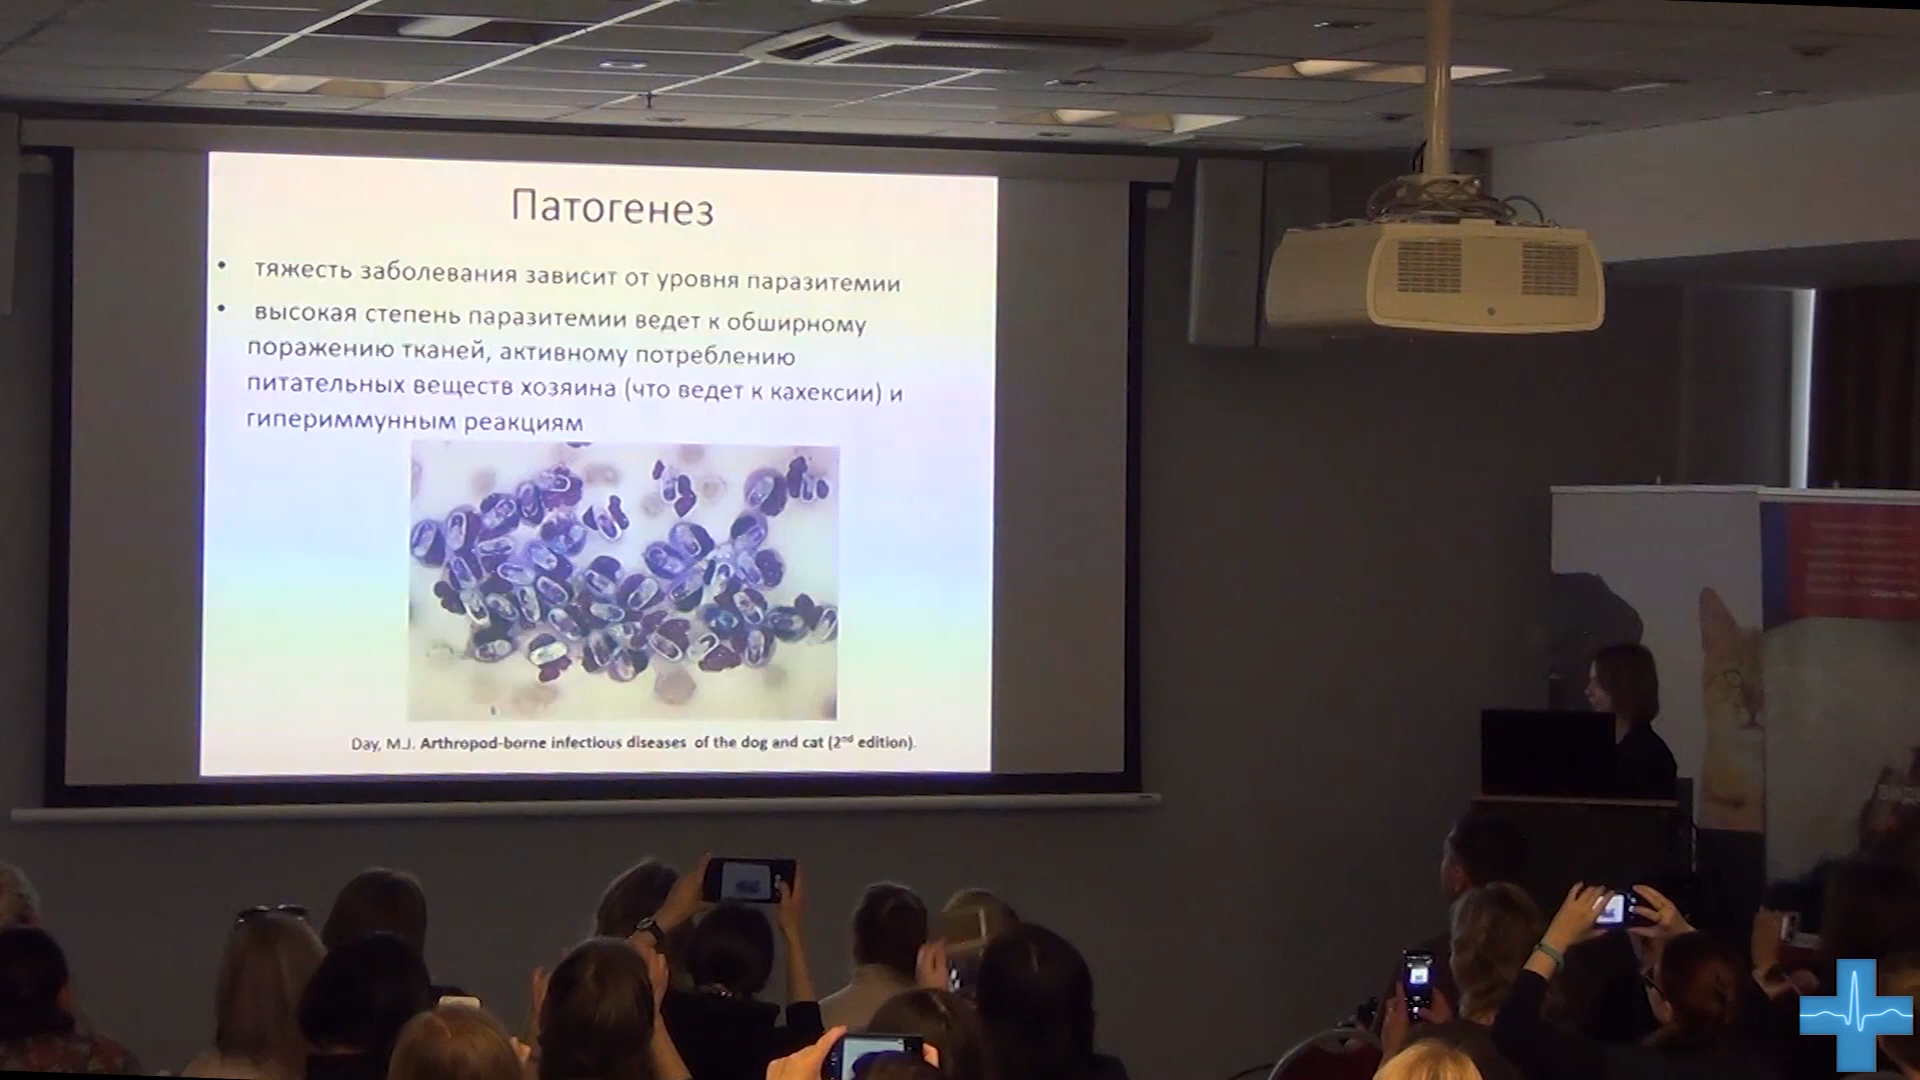 Патогенез
• тяжесть заболевания зависит от уровня паразитемии
• высокая степень паразитемии ведет к обширному
поражению тканей, активному потреблению
питательных веществ хозяина (что ведет к кахексии) и
гипериммунным реакциям
Day, M.J. Arthropod-borne infectious diseases of the dog and cat (2nd edition).